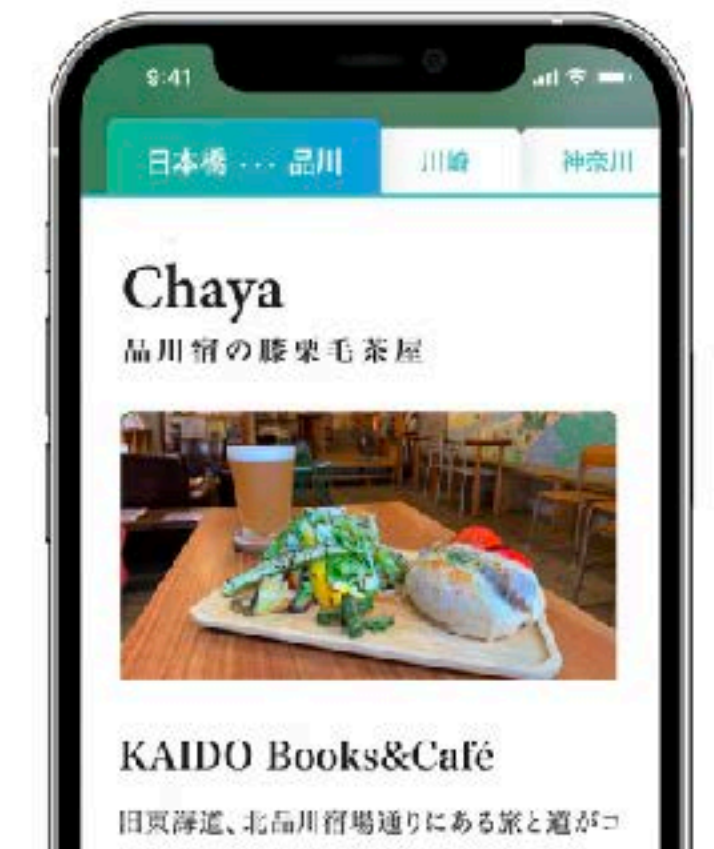 9:41
日本橋 ··· 品川
川崎
神奈川
Chaya
品川宿の膝栗毛茶屋
KAIDO Books&Café
旧東海道、北品川宿場通りにある旅と道がコ